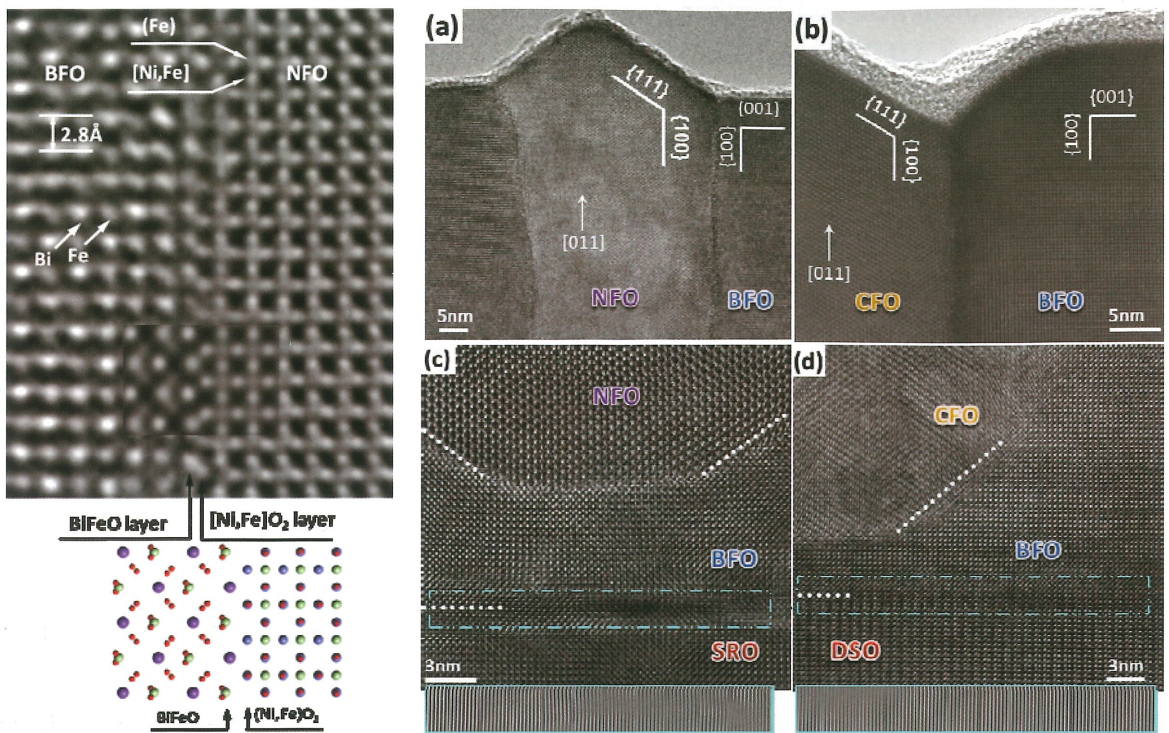 (Fe)
BFO
[Ni,Fe]
NFO
2.8Å
Bi
Fe
BiFeO layer
[Ni,Fe]O₂ layer
BiFeO
(Ni,Fe)O₂
(a)
{111}
{100}
{001}
{001}
[011]
NFO
BFO
5nm
(b)
{111}
{100}
{001}
{001}
[011]
CFO
BFO
5nm
(c)
NFO
BFO
SRO
3nm
(d)
CFO
BFO
DSO
3nm